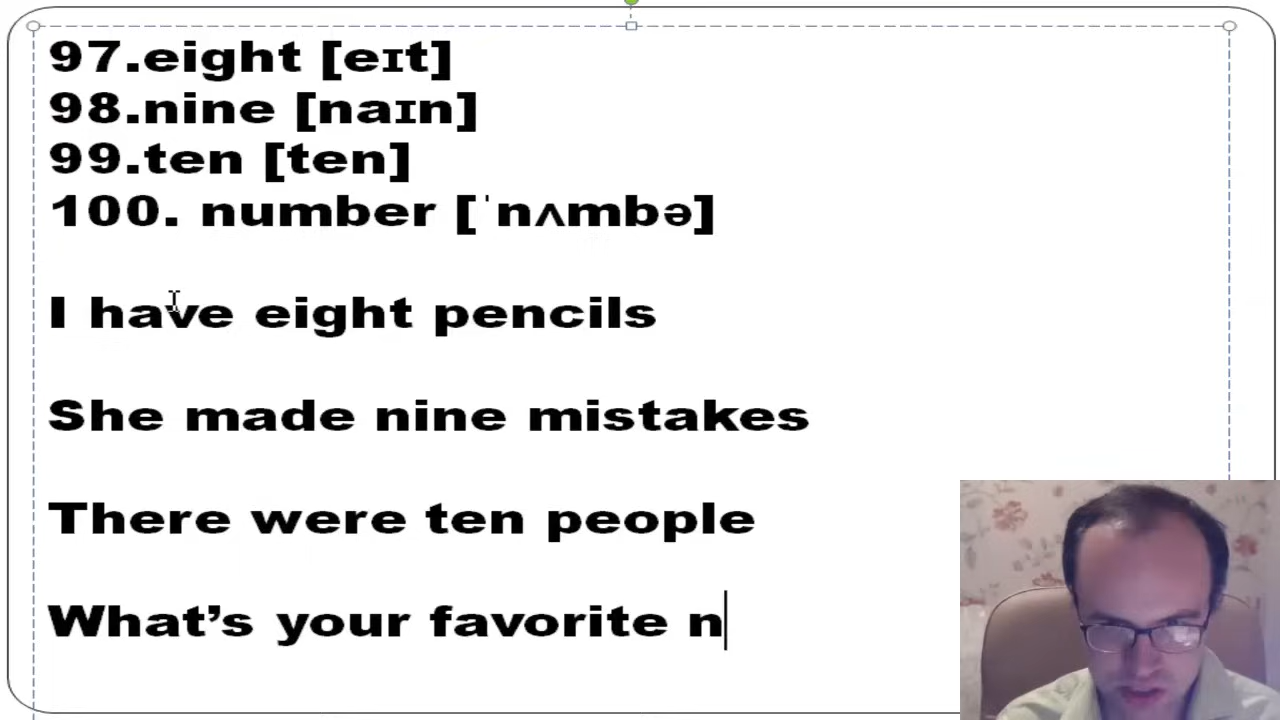 97.eight [eɪt]
98.nine [naɪn]
99.ten [ten]
100. number [ˈnʌmbə]
I have eight pencils
She made nine mistakes
There were ten people
What’s your favorite n